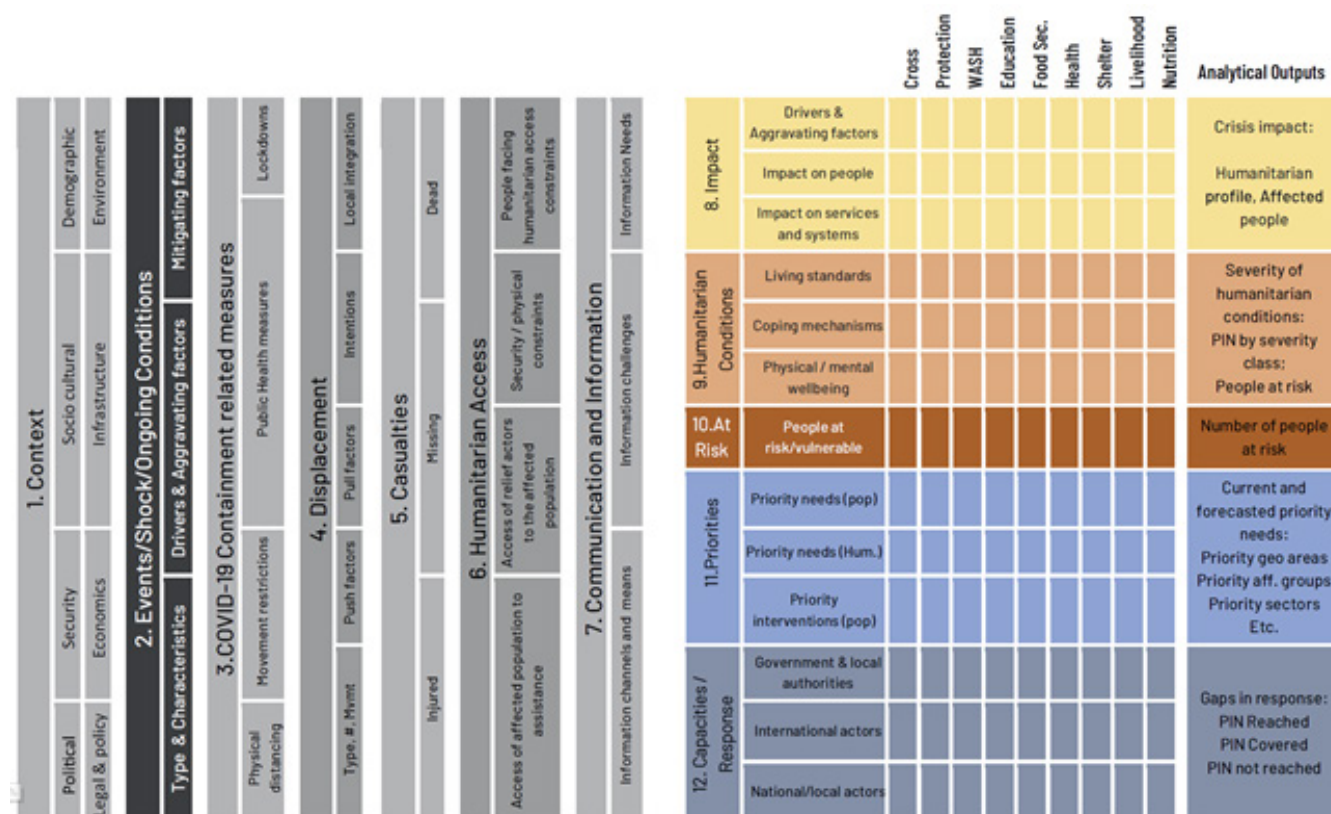 1. Context
Political
Security
Socio cultural
Demographic
Legal & policy
Economics
Infrastructure
Environment
2. Events/Shock/Ongoing Conditions
Type & Characteristics
Drivers & Aggravating factors
Mitigating factors
3.COVID-19 Containment related measures
Physical
distancing
Movement restrictions
Public Health measures
Lockdowns
4. Displacement
Type, #, Mvmt
Push factors
Pull factors
Intentions
Local integration
5. Casualties
Injured
Missing
Dead
6. Humanitarian Access
Access of affected population to
assistance
Access of relief actors
to the affected
population
Security / physical
constraints
People facing
humanitarian access
constraints
7. Communication and Information
Information channels and means
Information challenges
Information Needs
Cross
Protection
WASH
Education
Food Sec.
Health
Shelter
Livelihood
Nutrition
Analytical Outputs
8. Impact
Drivers &
Aggravating factors
Impact on people
Impact on services
and systems
Crisis impact:
Humanitarian
profile, Affected
people
9.Humanitarian
Conditions
Living standards
Coping mechanisms
Physical / mental
wellbeing
Severity of
humanitarian
conditions:
PIN by severity
class;
People at risk
10.At
Risk
People at
risk/vulnerable
Number of people
at risk
11.Priorities
Priority needs (pop)
Priority needs (Hum.)
Priority
interventions (pop)
Current and
forecasted priority
needs:
Priority geo areas
Priority aff. groups
Priority sectors
Etc.
12. Capacities /
Response
Government & local
authorities
International actors
National/local actors
Gaps in response:
PIN Reached
PIN Covered
PIN not reached